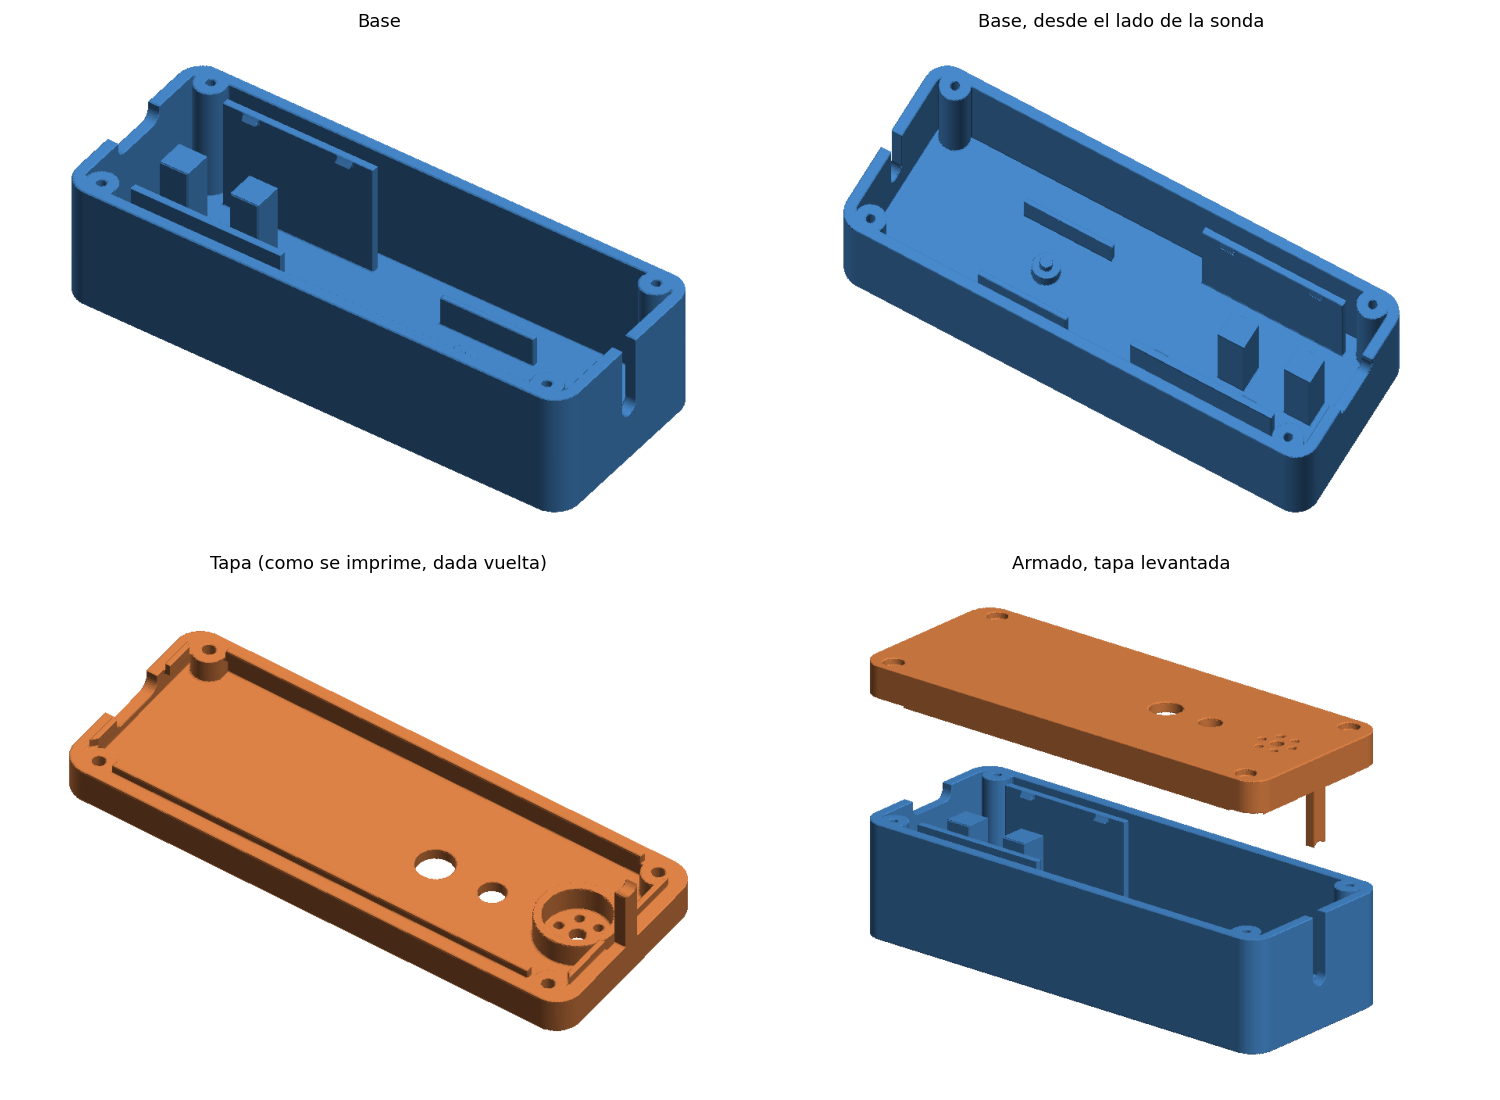 Base
Base, desde el lado de la sonda
Tapa (como se imprime, dada vuelta)
Armado, tapa levantada